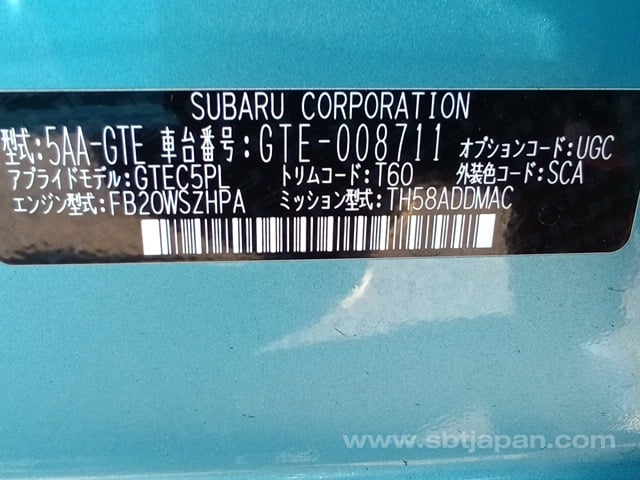 SUBARU CORPORATION
型式:5AA-GTE 車台番号:GTE-008711 オプションコード:UGC
アプライドモデル:GTEC5PL トリムコード:T60 外装色コード:SCA
エンジン型式:FB20WSZHPA ミッション型式:TH58ADDMAC
www.sbtjapan.com